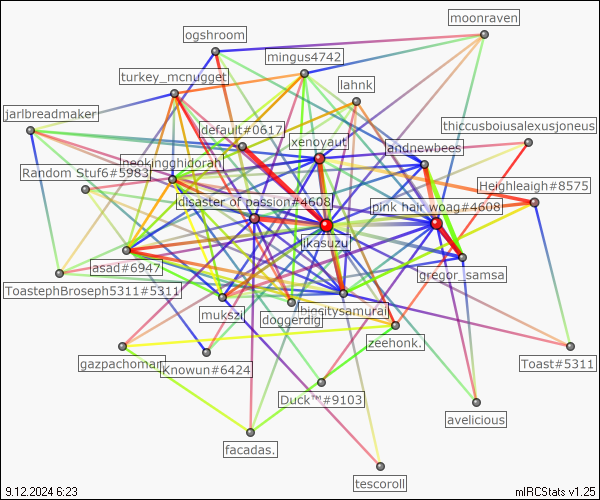 moonraven
ogshroom
mingus4742
turkey_mcnugget
lahnk
jarlbreadmaker
default#0617
thiccusboiusalexusjoneus
xenoyaut
andnewbees
neokingghidorah
Random Stuf6#5983
Heighleaigh#8575
disaster of passion#4608
pink hair woag#4608
likasuzu
asad#6947
gregor_samsa
ToastephBroseph5311#5311
mukszi
doggerdig
biggitysamurai
zeehonk.
gazpachoman
Knowun#6424
Toast#5311
Duck™#9103
avelicious
facadas.
tescoroll
9.12.2024 6:23
mIRCStats v1.25